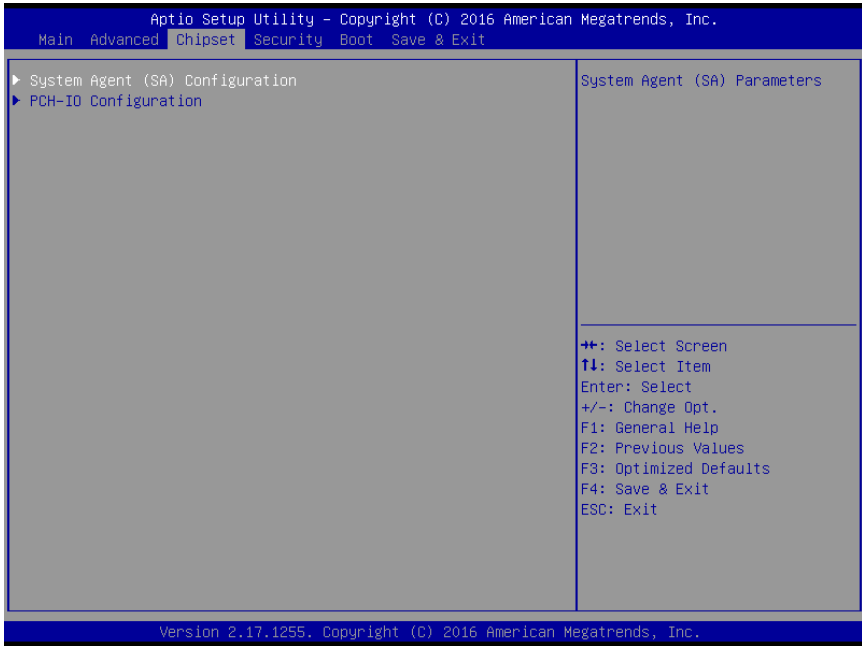 Aptio Setup Utility – Copyright (C) 2016 American Megatrends, Inc.
Main Advanced Chipset Security Boot Save & Exit
▶ System Agent (SA) Configuration
▶ PCH-IO Configuration
System Agent (SA) Parameters
→←: Select Screen
↑↓: Select Item
Enter: Select
+/-: Change Opt.
F1: General Help
F2: Previous Values
F3: Optimized Defaults
F4: Save & Exit
ESC: Exit
Version 2.17.1255. Copyright (C) 2016 American Megatrends, Inc.